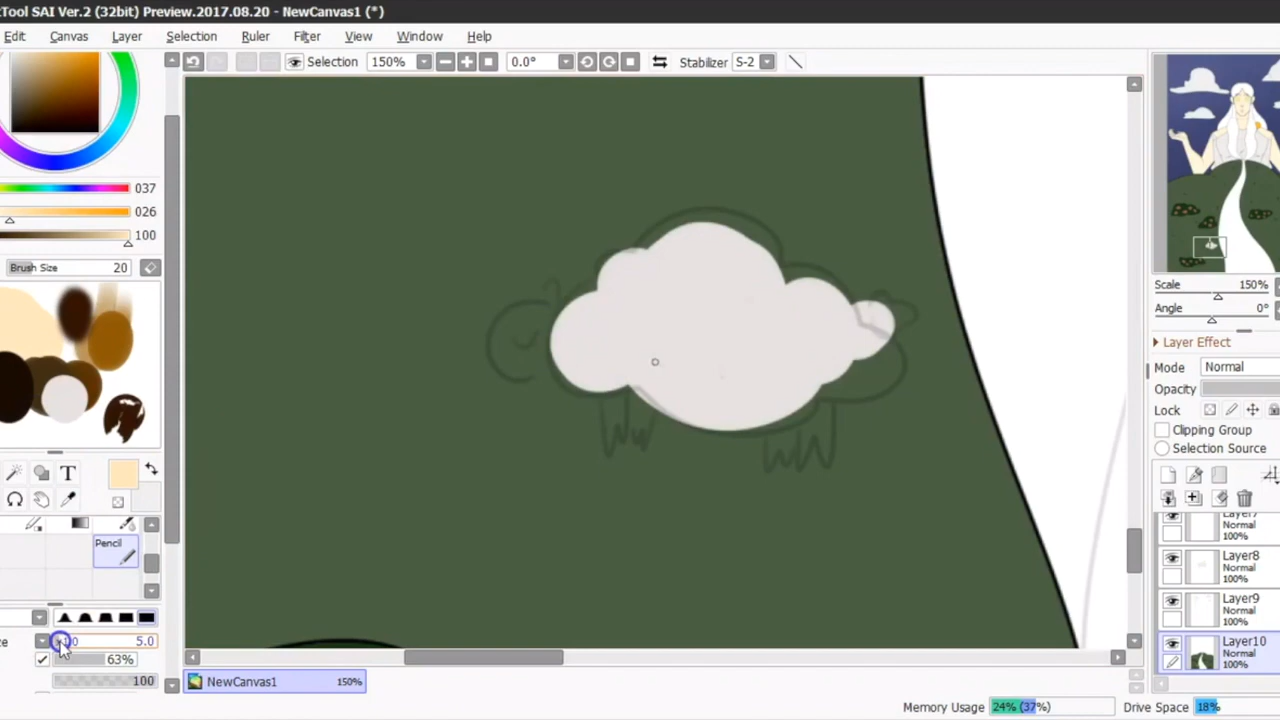 Tool SAI Ver.2 (32bit) Preview.2017.08.20 - NewCanvas1 (*)
Edit Canvas Layer Selection Ruler Filter View Window Help
Selection 150% 0.0° Stabilizer S-2
037
026
100
Brush Size 20
T
Pencil
5.0
63%
100
Scale 150%
Angle 0°
Layer Effect
Mode Normal
Opacity
Lock
Clipping Group
Selection Source
Layer7
Normal
100%
Layer8
Normal
100%
Layer9
Normal
100%
Layer10
Normal
100%
NewCanvas1 150%
Memory Usage 24% (37%) Drive Space 18%